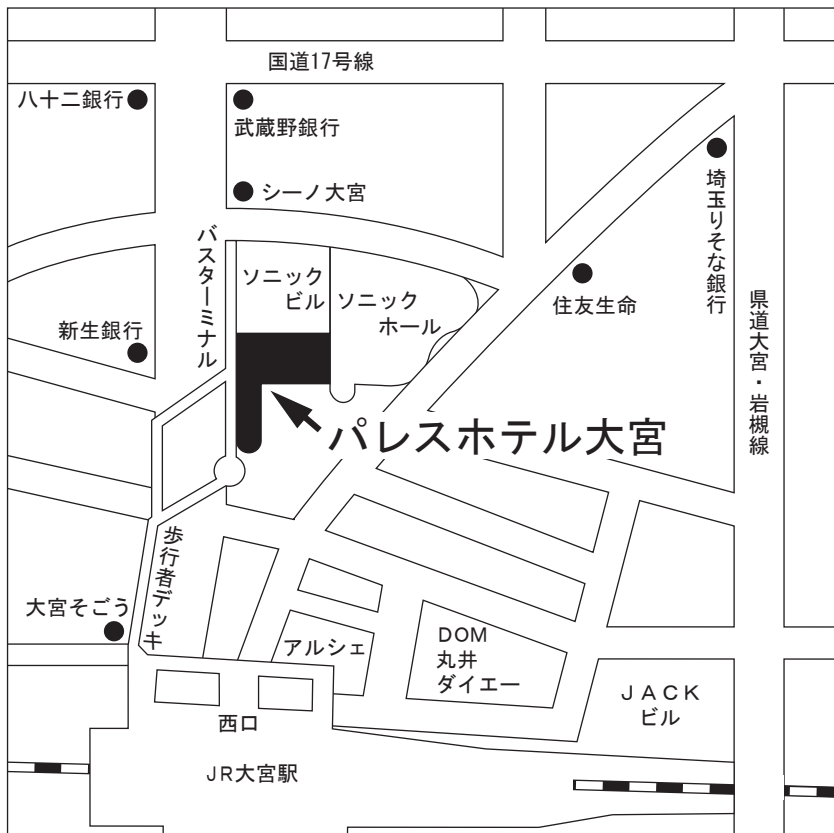 国道17号線
八十二銀行
武蔵野銀行
シーノ大宮
埼玉りそな銀行
バスターミナル
ソニック
ビル
ソニック
ホール
住友生命
新生銀行
県道大宮・岩槻線
パレスホテル大宮
歩行者デッキ
大宮そごう
アルシェ
DOM
丸井
ダイエー
JACK
ビル
西口
JR大宮駅